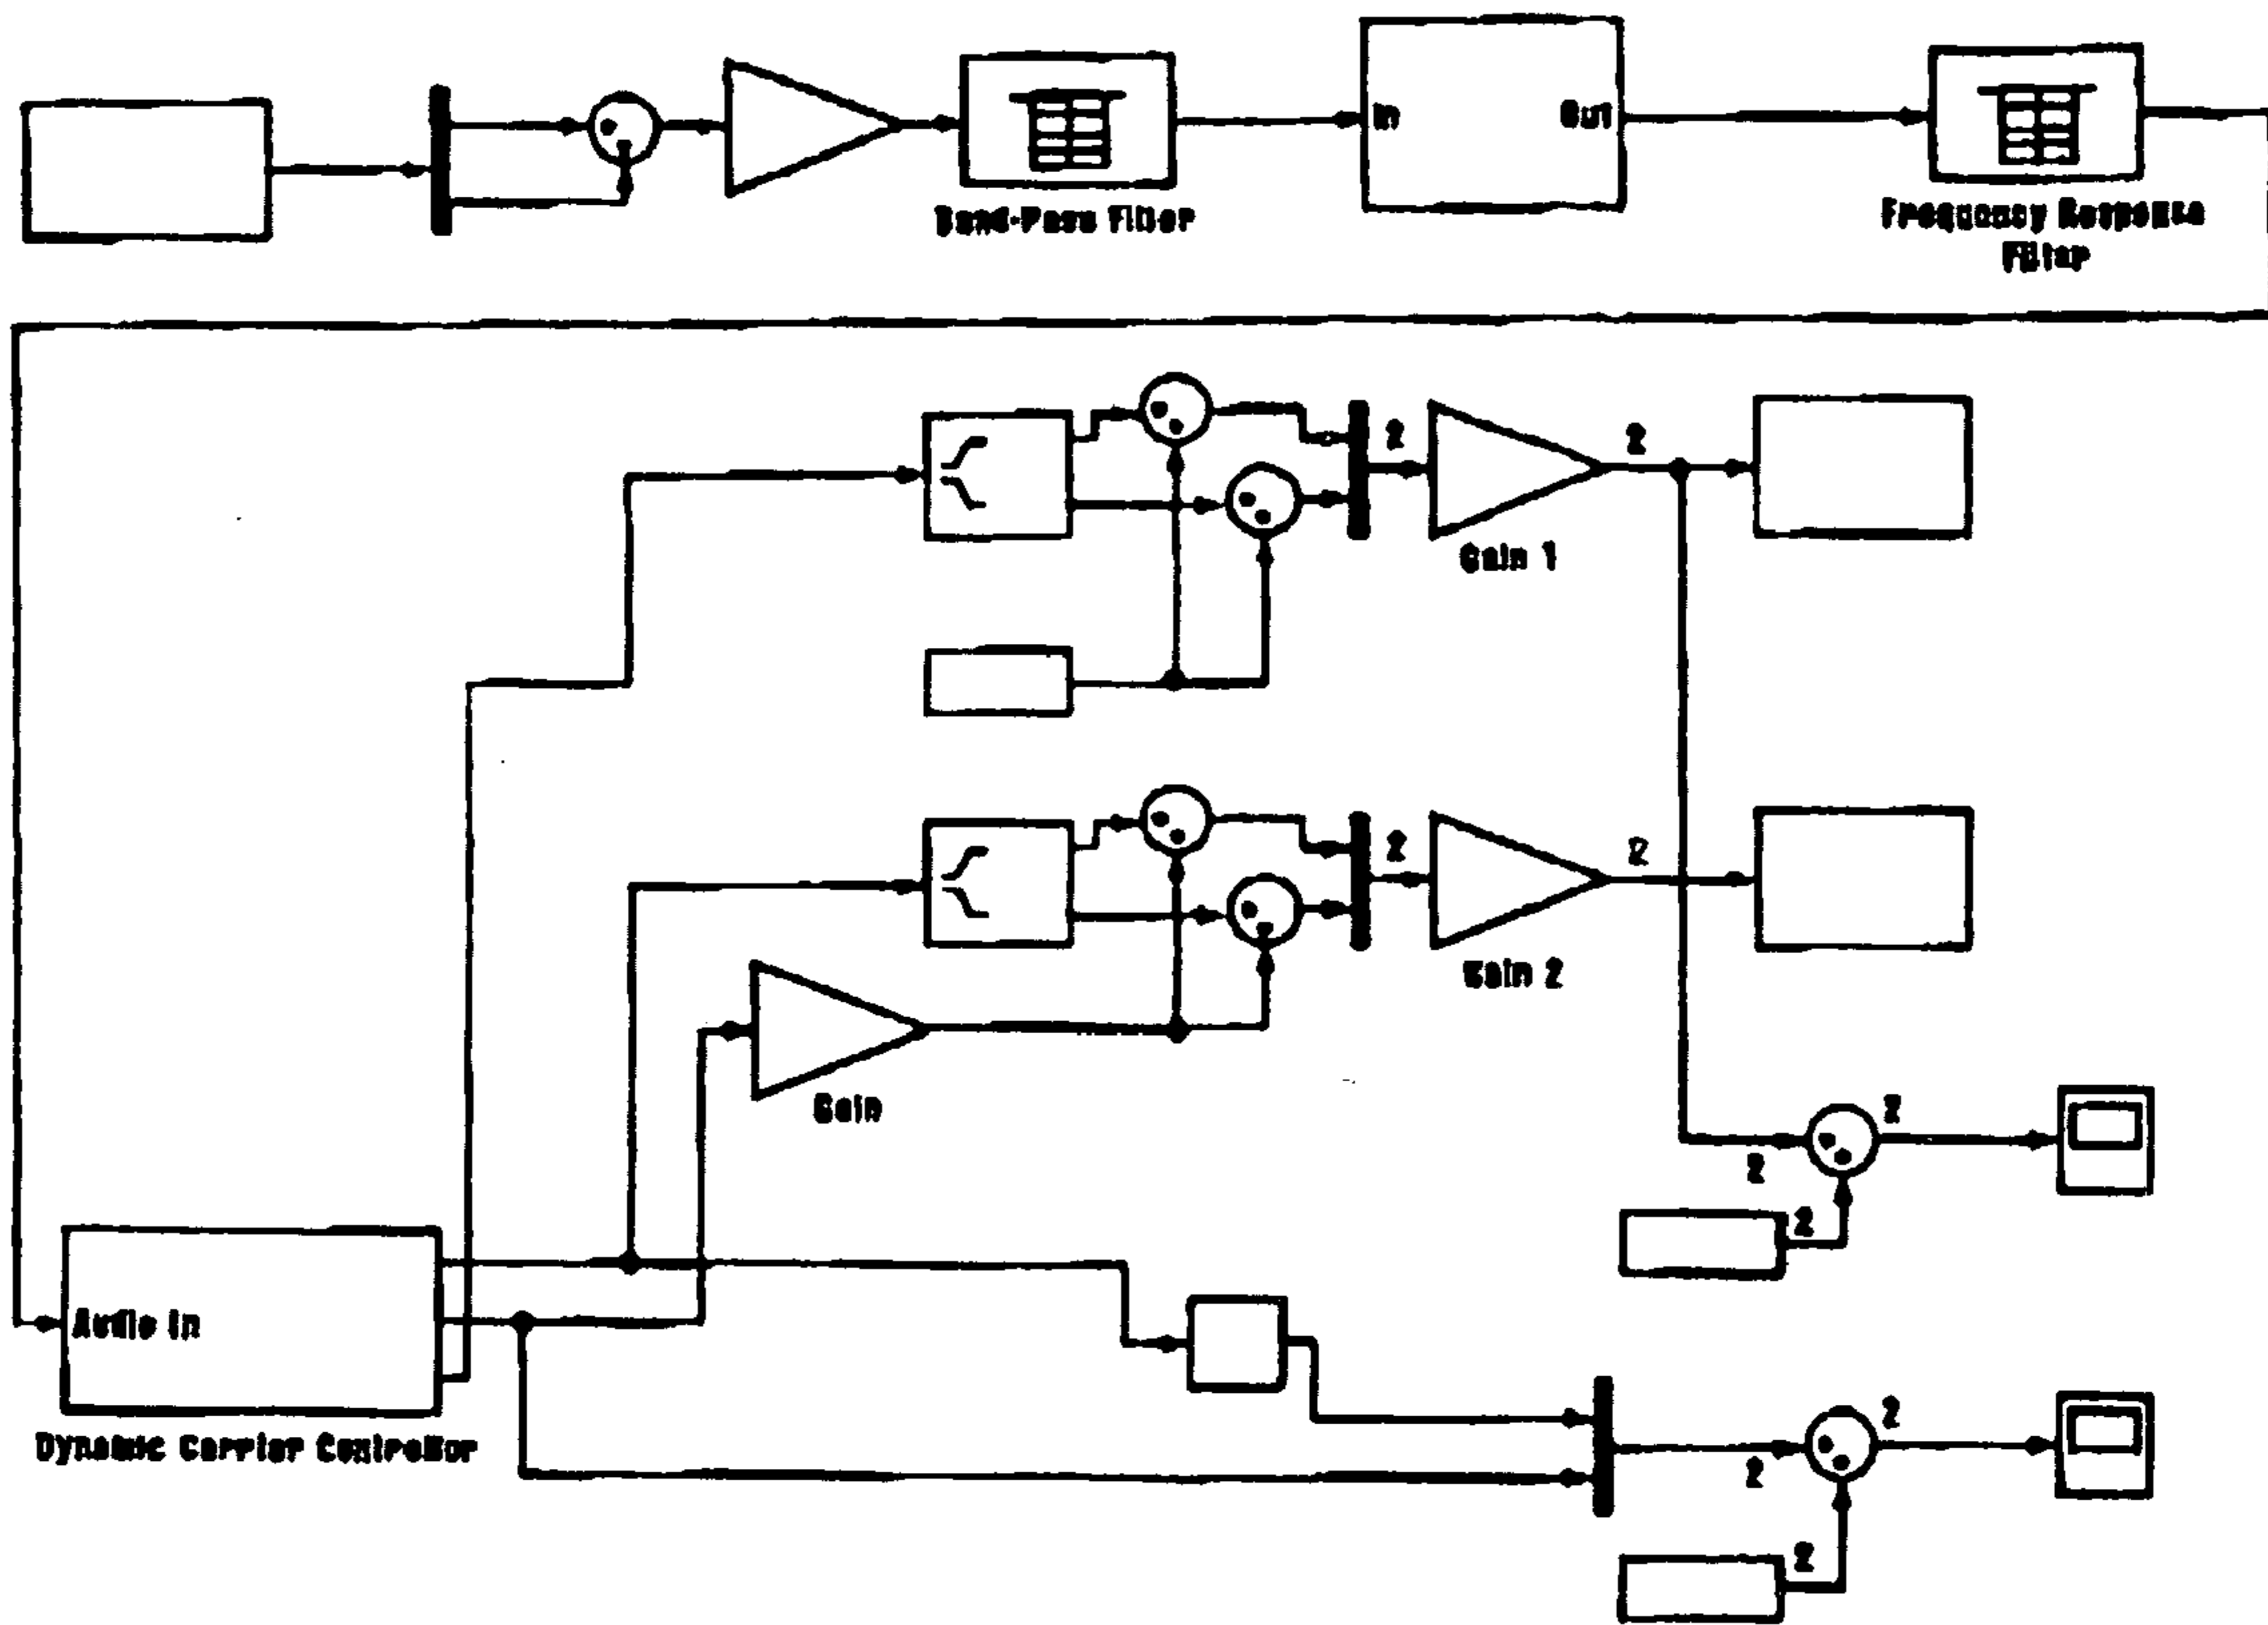 In
Out
Band-Pass Filter
Frequency Response
Filter
2
2
Gain 1
2
2
Gain 2
Gain
2
2
2
Audio In
Dynamic Carrier Controller
2
2
2